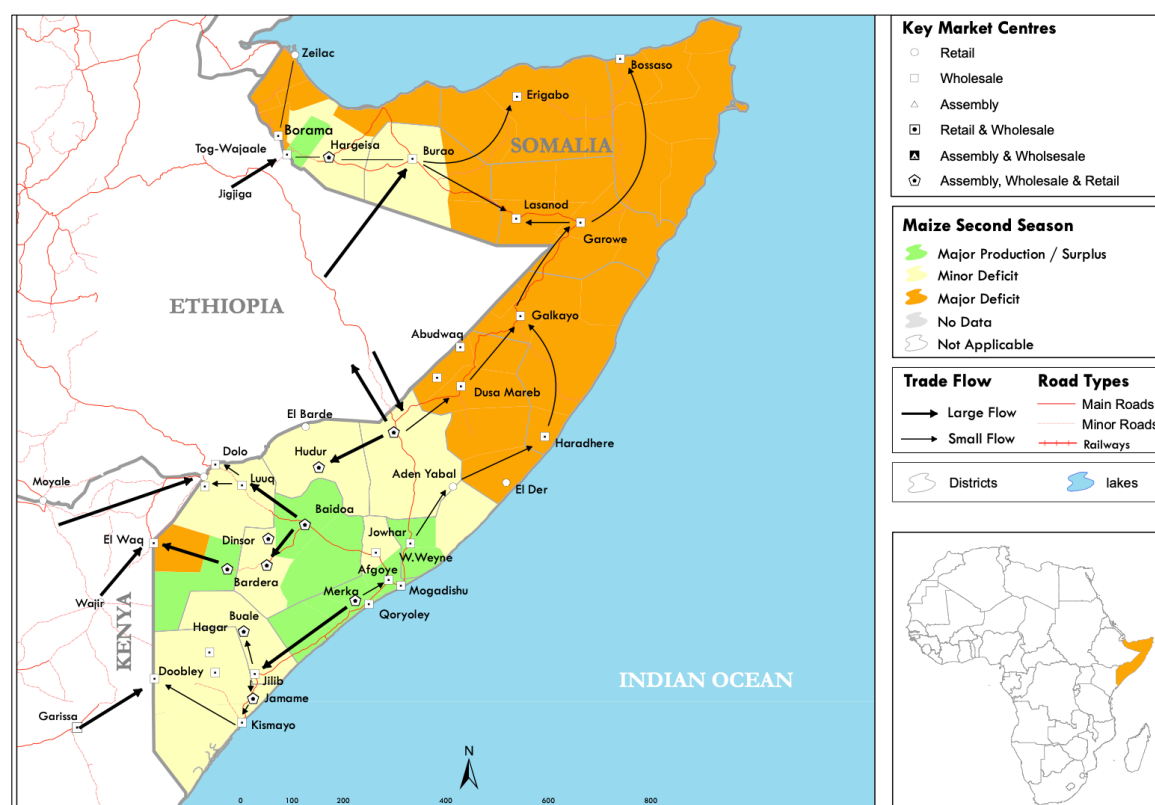 Zeilac
Bossaso
Erigabo
SOMALIA
Borama
Hargeisa
Tog-Wajaale
Burao
Jigjiga
Lasanod
Garowe
ETHIOPIA
Galkayo
Abudwaq
Dusa Mareb
El Barde
Haradhere
Dolo
Hudur
Aden Yabal
Luuq
El Der
Moyale
Baidoa
Jowhar
El Waq
Dinsor
W.Weyne
Bardera
Afgoye
Mogadishu
Merka
Wajir
Qoryoley
Buale
KENYA
Hagar
Doobley
Jilib
INDIAN OCEAN
Jamame
Garissa
Kismayo
N
0 100 200 400 600 800
Key Market Centres
Retail
Wholesale
Assembly
Retail & Wholesale
Assembly & Wholsesale
Assembly, Wholesale & Retail
Maize Second Season
Major Production / Surplus
Minor Deficit
Major Deficit
No Data
Not Applicable
Trade Flow
Large Flow
Small Flow
Road Types
Main Roads
Minor Roads
Railways
Districts
lakes